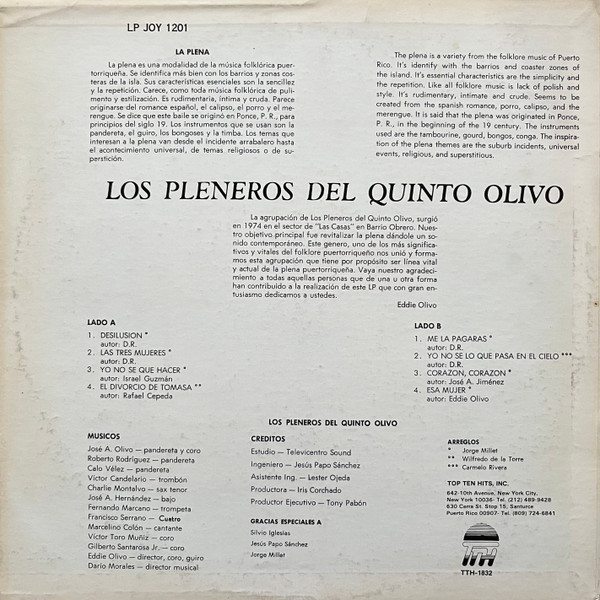 LP JOY 1201
LA PLENA
La plena es una modalidad de la música folklórica puer-
torriqueña. Se identifica más bien con los barrios y zonas cos-
teras de la isla. Sus características esenciales son la sencillez
y la repetición. Carece, como toda música folklórica de puli-
mento y estilización. Es rudimentaria, íntima y cruda. Parece
originarse del romance español, el calipso, el porro y el me-
rengue. Se dice que este baile se originó en Ponce, P. R., para
principios del siglo 19. Los instrumentos que se usan son la
pandereta, el guiro, los bongoses y la timba. Los temas que
interesan a la plena van desde el incidente arrabalero hasta
el acontecimiento universal, de temas religiosos o de su-
perstición.
The plena is a variety from the folklore music of Puerto
Rico. It's identify with the barrios and coaster zones of
the island. It's essential characteristics are the simplicity and
the repetition. Like all folklore music is lack of polish and
style. It's rudimentary, intimate and crude. Seems to be
created from the spanish romance, porro, calipso, and the
merengue. It is said that the plena was originated in Ponce,
P. R., in the beginning of the 19 century. The instruments
used are the tambourine, gourd, bongos, conga. The inspira-
tion of the plena themes are the suburb incidents, universal
events, religious, and superstitious.
LOS PLENEROS DEL QUINTO OLIVO
La agrupación de Los Pleneros del Quinto Olivo, surgió
en 1974 en el sector de "Las Casas" en Barrio Obrero. Nues-
tro objetivo principal fue revitalizar la plena dándole un so-
nido contemporáneo. Este genero, uno de los más significa-
tivos y vitales del folklore puertorriqueño nos unió y forma-
mos esta agrupación que tiene por propósito ser línea vital
y actual de la plena puertorriqueña. Vaya nuestro agradeci-
miento a todas aquellas personas que de una u otra forma
han contribuido a la realización de este LP que con gran en-
tusiasmo dedicamos a ustedes.
Eddie Olivo
LADO A
1. DESILUSION *
autor: D.R.
2. LAS TRES MUJERES *
autor: D.R.
3. YO NO SE QUE HACER *
autor: Israel Guzmán
4. EL DIVORCIO DE TOMASA **
autor: Rafael Cepeda
LADO B
1. ME LA PAGARAS *
autor: D.R.
2. YO NO SE LO QUE PASA EN EL CIELO ***
autor: D.R.
3. CORAZON, CORAZON *
autor: José A. Jiménez
4. ESA MUJER *
autor: Eddie Olivo
LOS PLENEROS DEL QUINTO OLIVO
MUSICOS
José A. Olivo — pandereta y coro
Roberto Rodríguez — pandereta
Calo Vélez — pandereta
Víctor Candelario — trombón
Charlie Montalvo — sax tenor
José A. Hernández — bajo
Fernando Marcano — trompeta
Francisco Serrano — Cuatro
Marcelino Colón — cantante
Víctor Toro Muñiz — coro
Gilberto Santarosa Jr. — coro
Eddie Olivo — director, coro, guiro
Darío Morales — director musical
CREDITOS
Estudio — Televicentro Sound
Ingeniero — Jesús Papo Sánchez
Asistente Ing. — Lester Ojeda
Productora — Iris Corchado
Productor Ejecutivo — Tony Pabón
GRACIAS ESPECIALES A
Silvio Iglesias
Jesús Papo Sánchez
Jorge Millet
ARREGLOS
* Jorge Millet
** Wilfredo de la Torre
*** Carmelo Rivera
TOP TEN HITS, INC.
642-10th Avenue, New York City,
New York 10036- Tel. (212) 489-9428
630 Cerra St. Stop 15, Santurce
Puerto Rico 00907- Tel. (809) 724-6841
TTH
TTH-1832